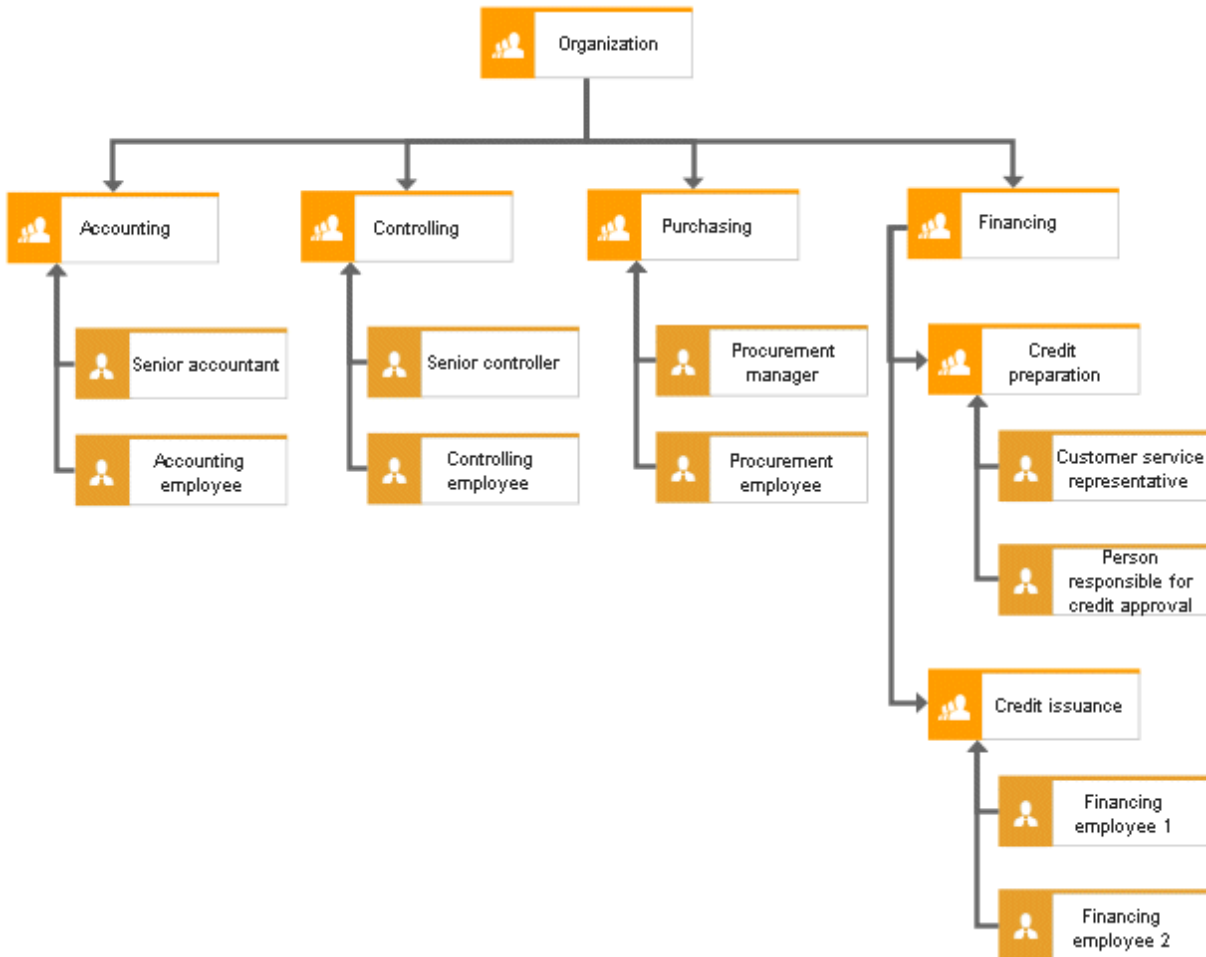 Organization
Accounting
Controlling
Purchasing
Financing
Senior accountant
Senior controller
Procurement
manager
Credit
preparation
Accounting
employee
Controlling
employee
Procurement
employee
Customer service
representative
Person
responsible for
credit approval
Credit issuance
Financing
employee 1
Financing
employee 2